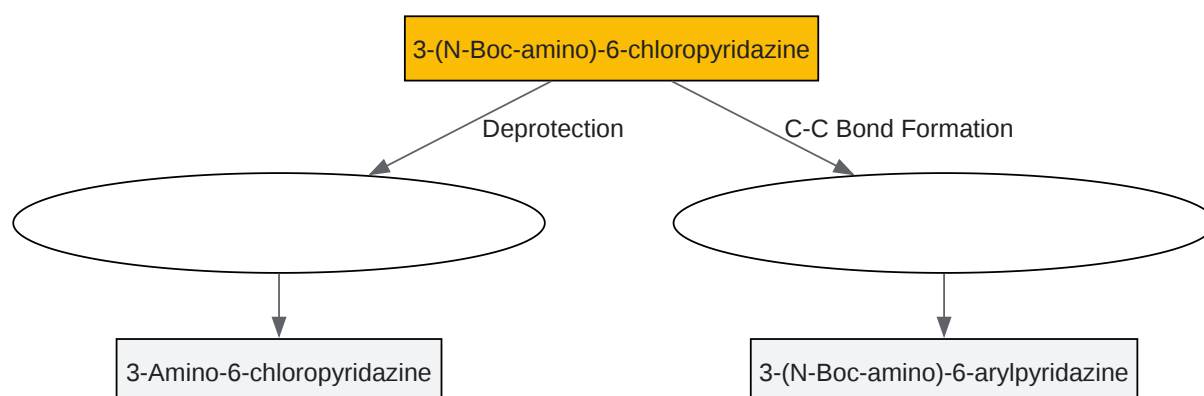 3-(N-Boc-amino)-6-chloropyridazine
Deprotection
C-C Bond Formation
3-Amino-6-chloropyridazine
3-(N-Boc-amino)-6-arylpyridazine